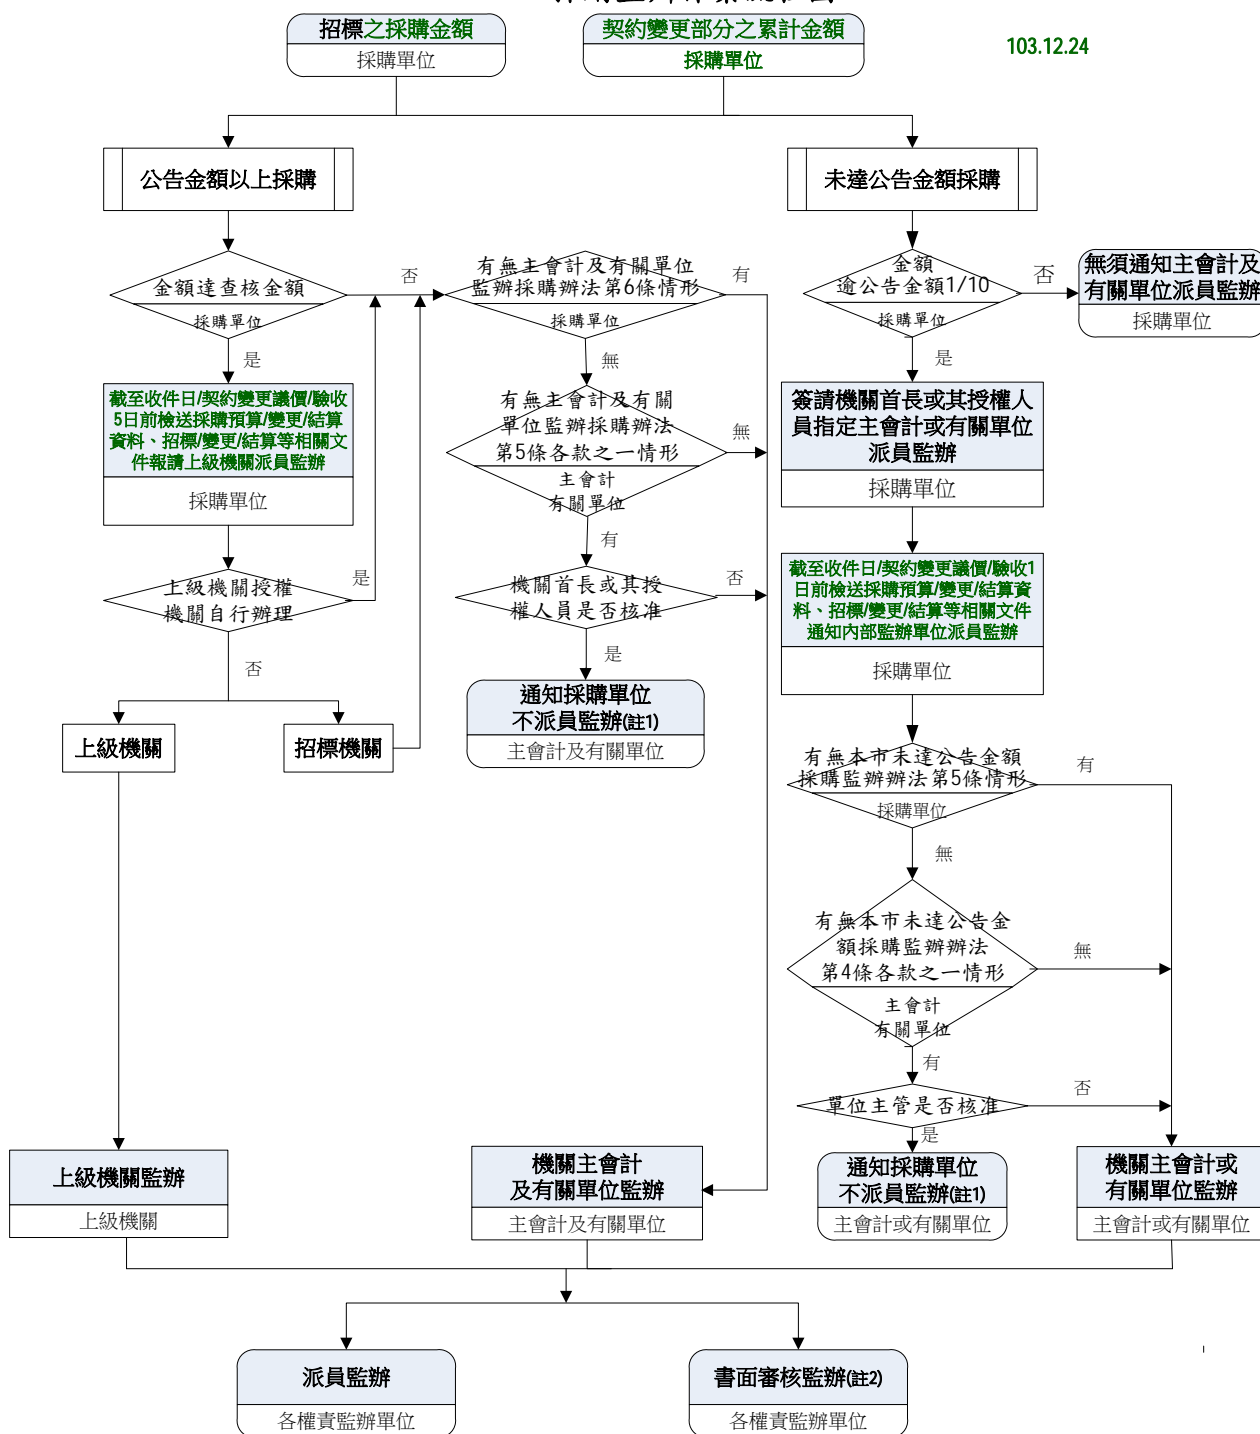 招標之採購金額
採購單位
契約變更部分之累計金額
採購單位
103.12.24
公告金額以上採購
未達公告金額採購
金額達查核金額
採購單位
否
是
有無主會計及有關單位
監辦採購辦法第6條情形
採購單位
有
無
金額
逾公告金額1/10
採購單位
否
是
無須通知主會計及
有關單位派員監辦
採購單位
截至收件日/契約變更議價/驗收
5日前檢送採購預算/變更/結算
資料、招標/變更/結算等相關文
件報請上級機關派員監辦
採購單位
有無主會計及有關
單位監辦採購辦法
第5條各款之一情形
主會計
有關單位
無
有
簽請機關首長或其授權人
員指定主會計或有關單位
派員監辦
採購單位
上級機關授權
機關自行辦理
是
否
機關首長或其授
權人員是否核准
否
是
截至收件日/契約變更議價/驗收1
日前檢送採購預算/變更/結算資
料、招標/變更/結算等相關文件
通知內部監辦單位派員監辦
採購單位
上級機關
招標機關
通知採購單位
不派員監辦(註1)
主會計及有關單位
有無本市未達公告金額
採購監辦辦法第5條情形
採購單位
有
無
有無本市未達公告金
額採購監辦辦法
第4條各款之一情形
主會計
有關單位
無
有
單位主管是否核准
否
是
上級機關監辦
上級機關
機關主會計
及有關單位監辦
主會計及有關單位
通知採購單位
不派員監辦(註1)
主會計或有關單位
機關主會計或
有關單位監辦
主會計或有關單位
派員監辦
各權責監辦單位
書面審核監辦(註2)
各權責監辦單位